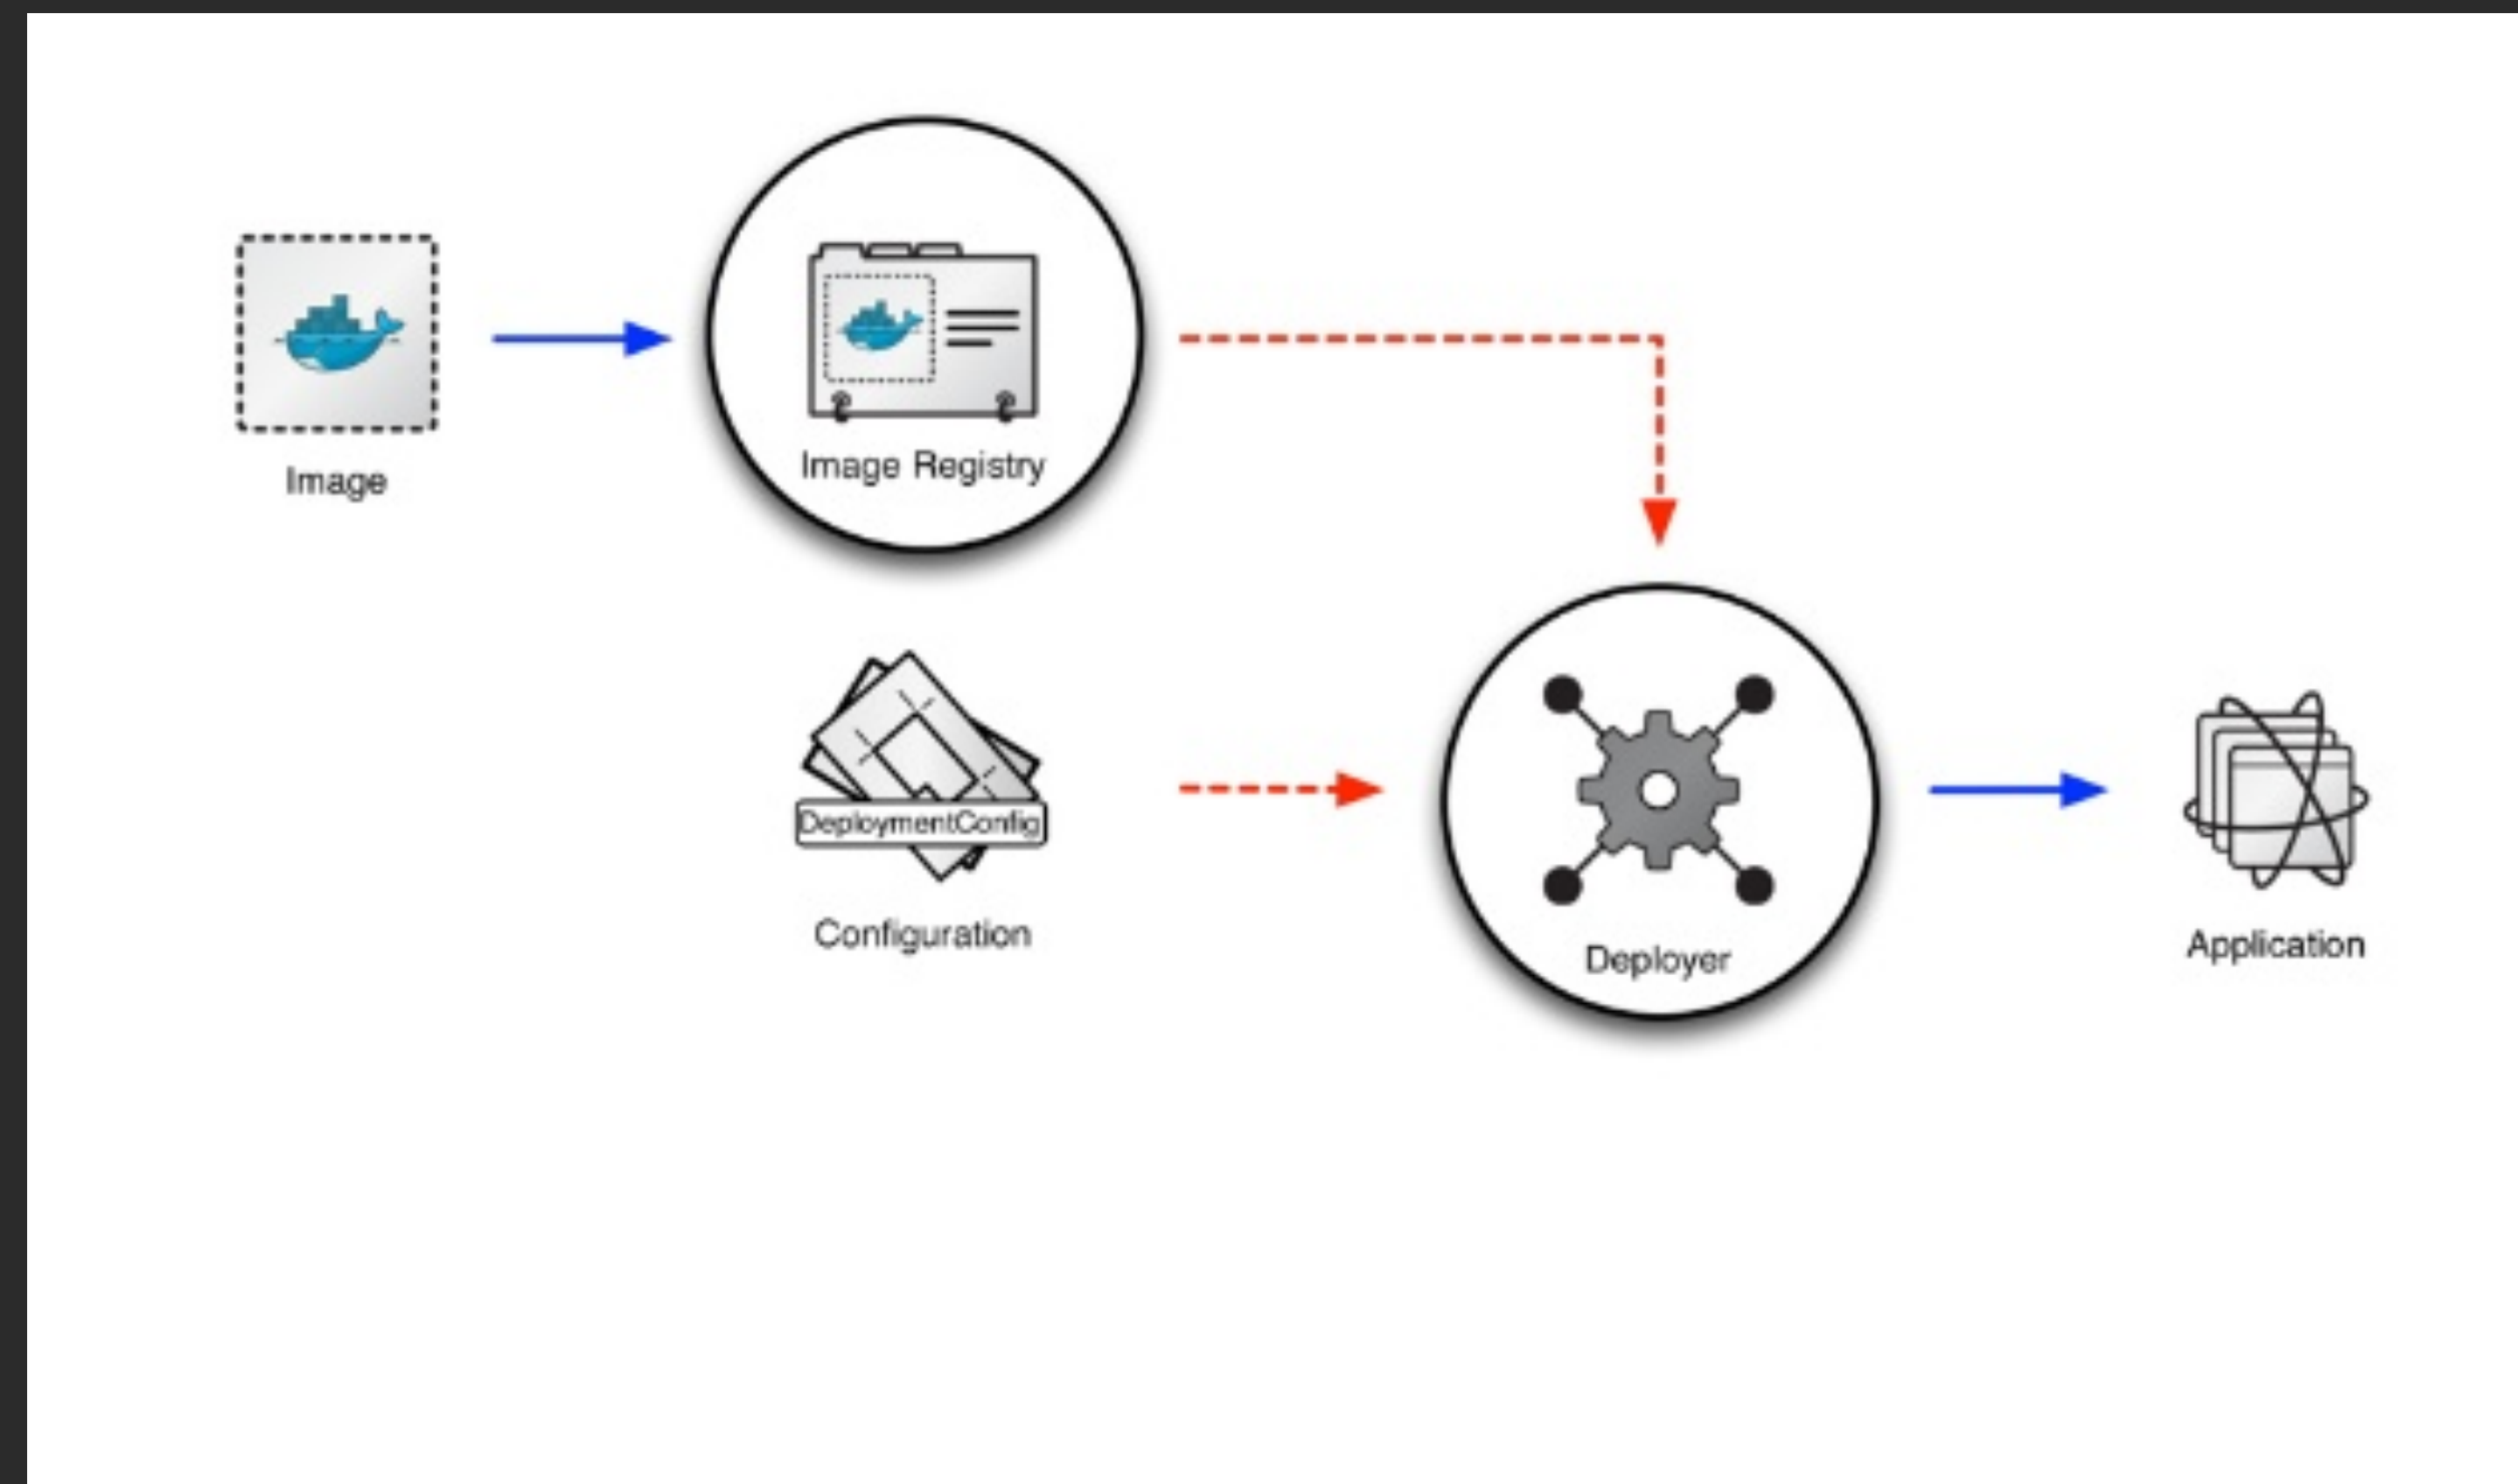 Image
Image Registry
DeploymentConfig
Configuration
Deployer
Application